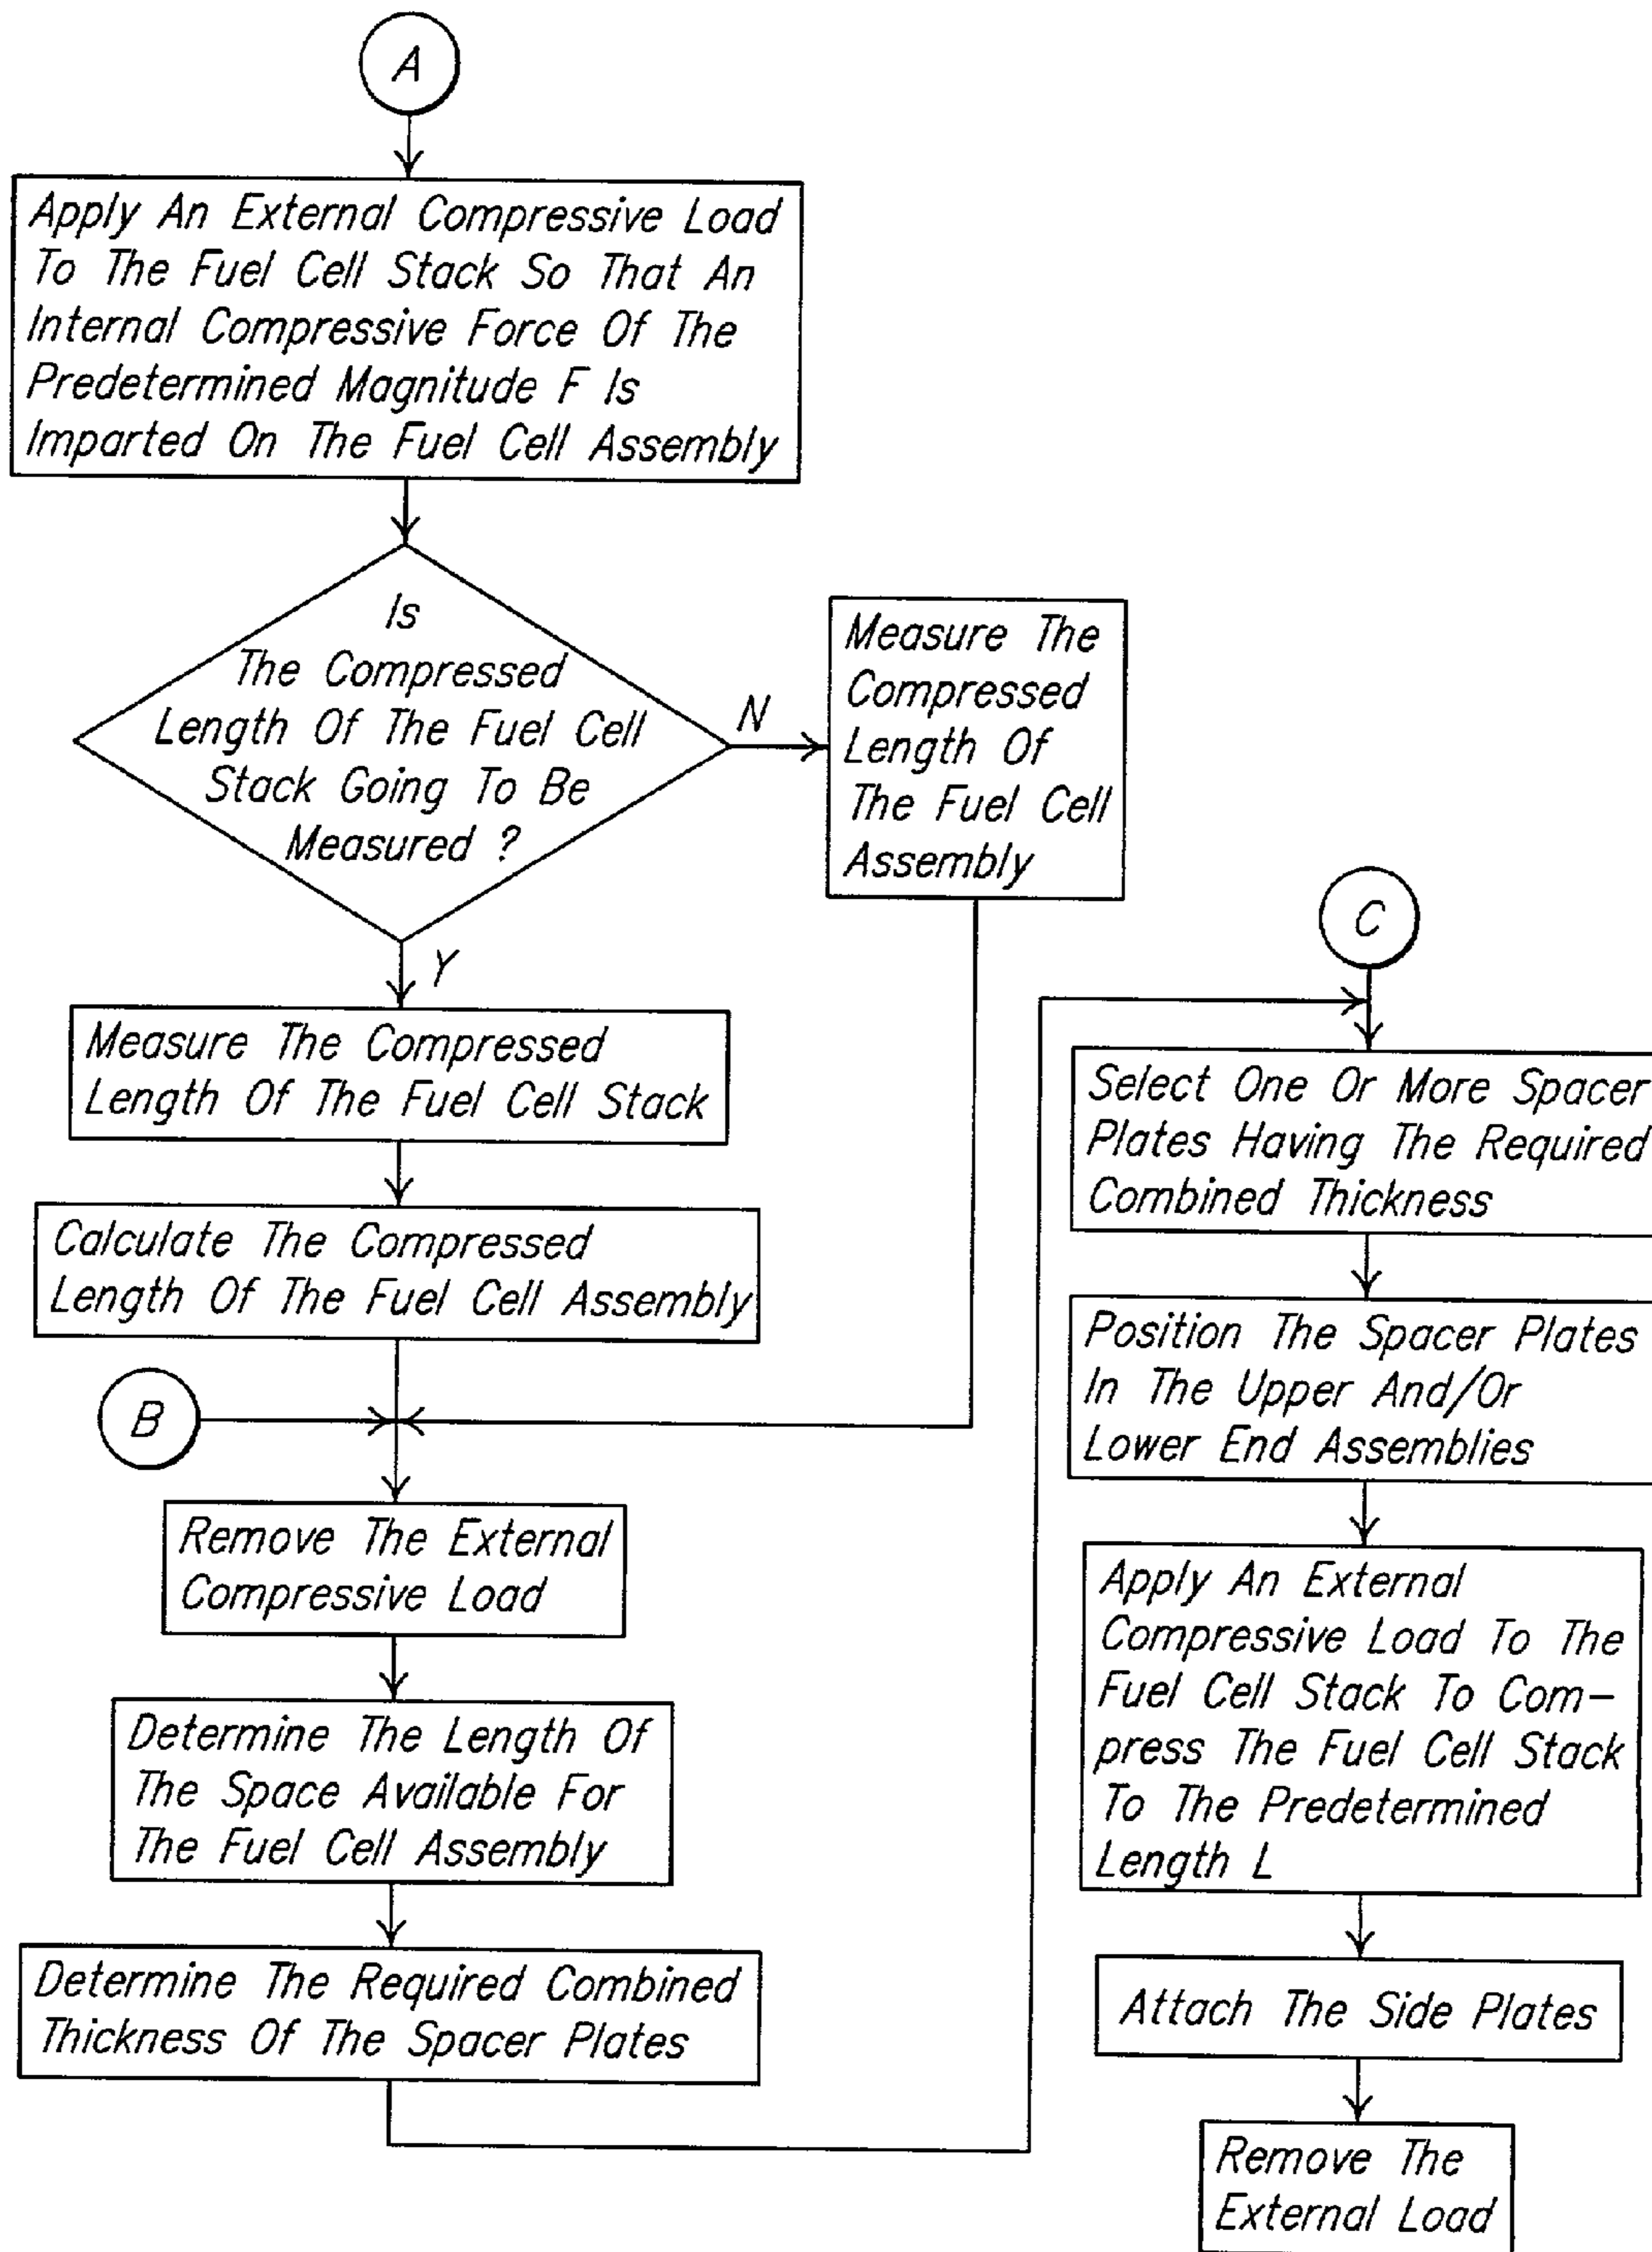 A
Apply An External Compressive Load
To The Fuel Cell Stack So That An
Internal Compressive Force Of The
Predetermined Magnitude F Is
Imparted On The Fuel Cell Assembly
Is
The Compressed
Length Of The Fuel Cell
Stack Going To Be
Measured ?
N
Measure The
Compressed
Length Of
The Fuel Cell
Assembly
Y
Measure The Compressed
Length Of The Fuel Cell Stack
Calculate The Compressed
Length Of The Fuel Cell Assembly
B
Remove The External
Compressive Load
Determine The Length Of
The Space Available For
The Fuel Cell Assembly
Determine The Required Combined
Thickness Of The Spacer Plates
C
Select One Or More Spacer
Plates Having The Required
Combined Thickness
Position The Spacer Plates
In The Upper And/Or
Lower End Assemblies
Apply An External
Compressive Load To The
Fuel Cell Stack To Com-
press The Fuel Cell Stack
To The Predetermined
Length L
Attach The Side Plates
Remove The
External Load